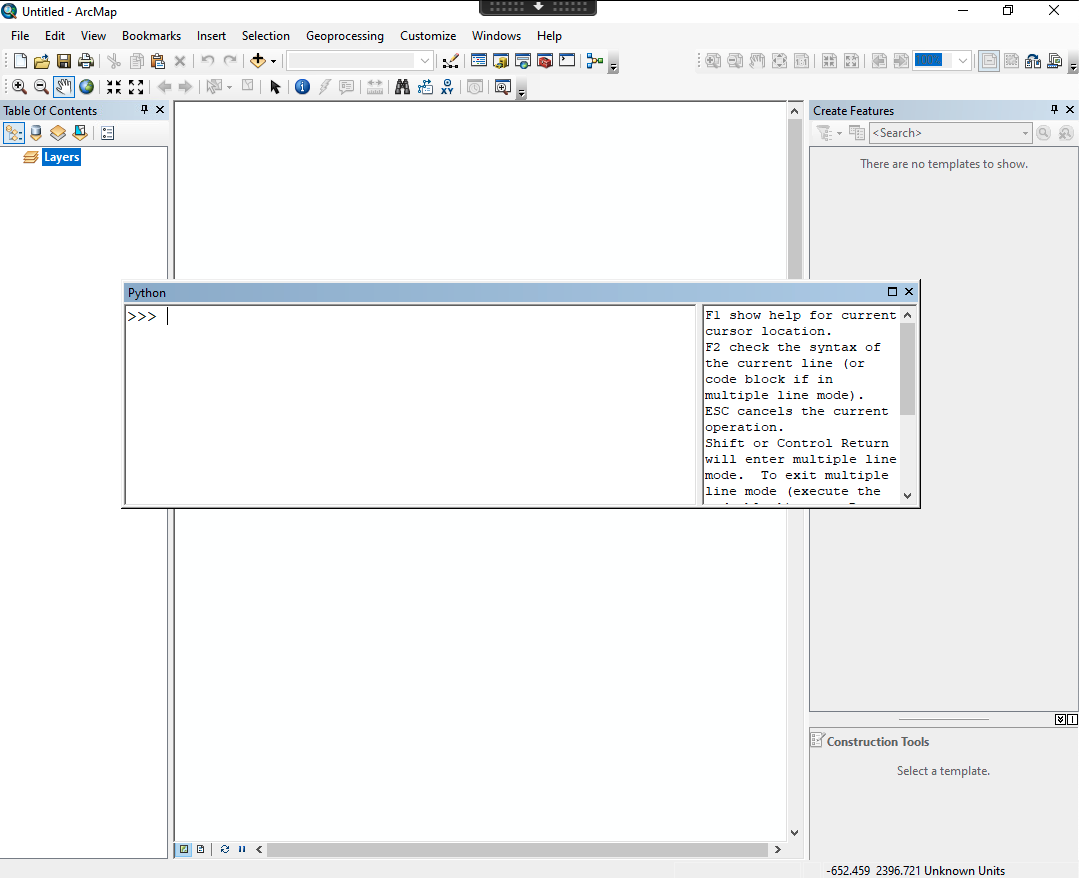 Untitled - ArcMap
File Edit View Bookmarks Insert Selection Geoprocessing Customize Windows Help
Table Of Contents
Create Features
<Search>
Layers
There are no templates to show.
Python
>>>
F1 show help for current
cursor location.
F2 check the syntax of
the current line (or
code block if in
multiple line mode).
ESC cancels the current
operation.
Shift or Control Return
will enter multiple line
mode.  To exit multiple
line mode (execute the
Construction Tools
Select a template.
-652.459 2396.721 Unknown Units